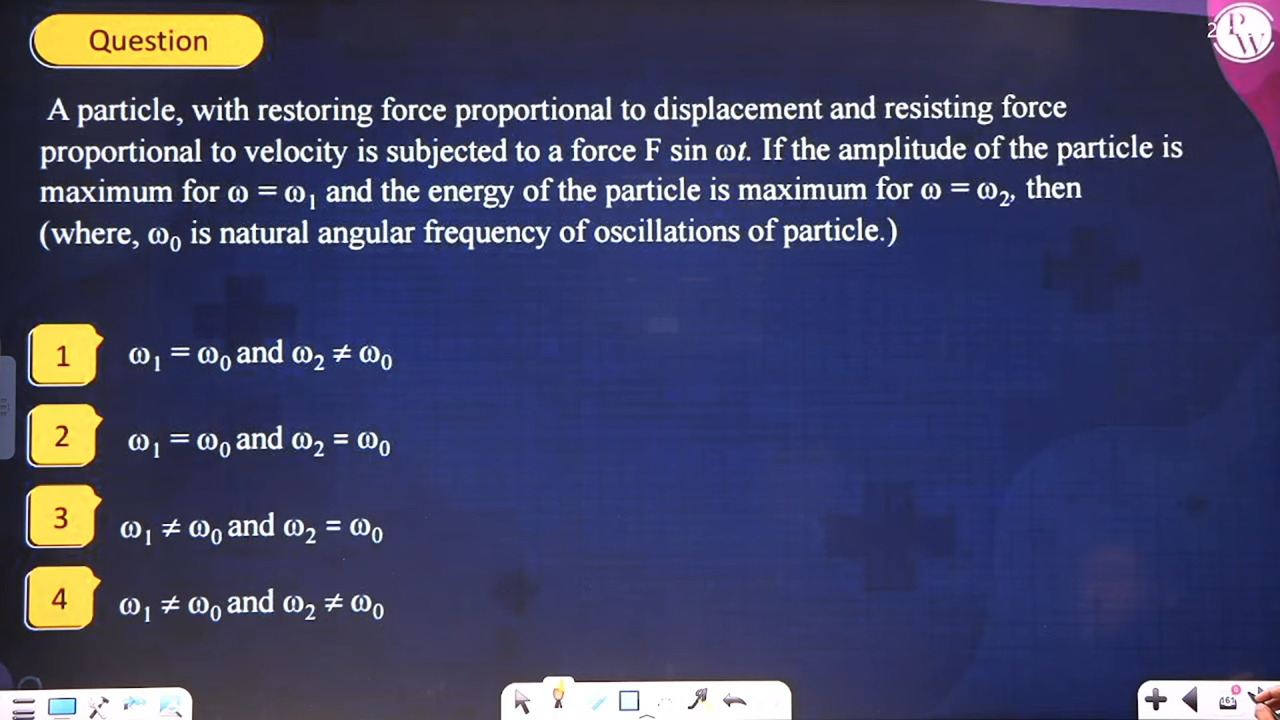 Question
A particle, with restoring force proportional to displacement and resisting force
proportional to velocity is subjected to a force F sin ωt. If the amplitude of the particle is
maximum for ω = ω₁ and the energy of the particle is maximum for ω = ω₂, then
(where, ω₀ is natural angular frequency of oscillations of particle.)
1 ω₁ = ω₀ and ω₂ ≠ ω₀
2 ω₁ = ω₀ and ω₂ = ω₀
3 ω₁ ≠ ω₀ and ω₂ = ω₀
4 ω₁ ≠ ω₀ and ω₂ ≠ ω₀
PW
161